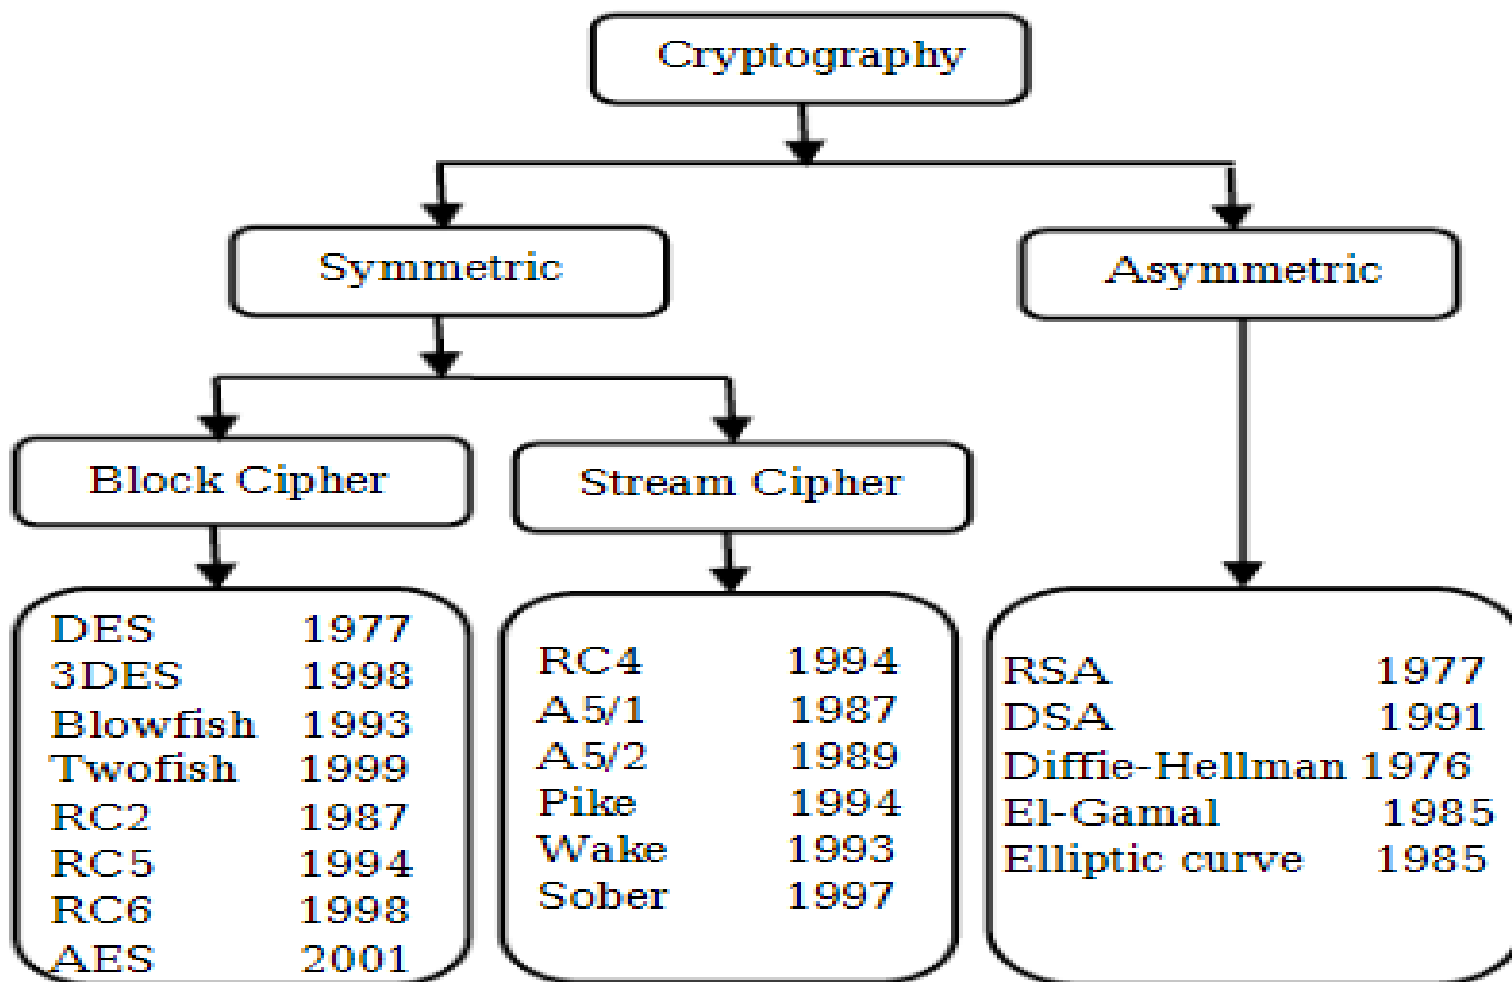 Cryptography
Symmetric
Asymmetric
Block Cipher
Stream Cipher
DES 1977
3DES 1998
Blowfish 1993
Twofish 1999
RC2 1987
RC5 1994
RC6 1998
AES 2001
RC4 1994
A5/1 1987
A5/2 1989
Pike 1994
Wake 1993
Sober 1997
RSA 1977
DSA 1991
Diffie-Hellman 1976
El-Gamal 1985
Elliptic curve 1985